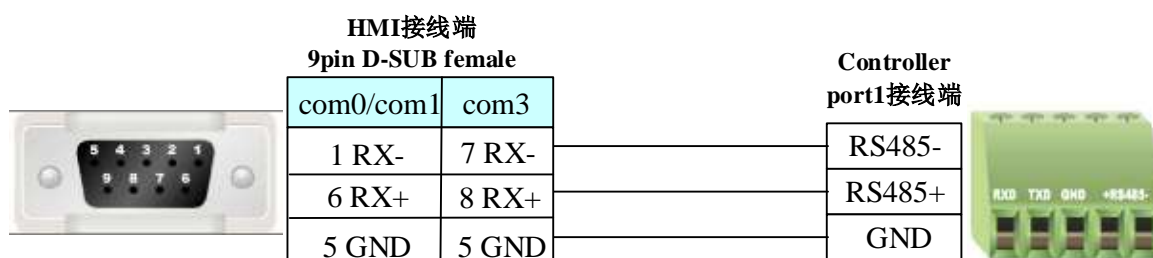 HMI接线端
9pin D-SUB female
Controller
port1接线端
com0/com1 com3
1 RX- 7 RX- RS485-
6 RX+ 8 RX+ RS485+
5 GND 5 GND GND
5 4 3 2 1
9 8 7 6
RXD TXD GND +RS485-